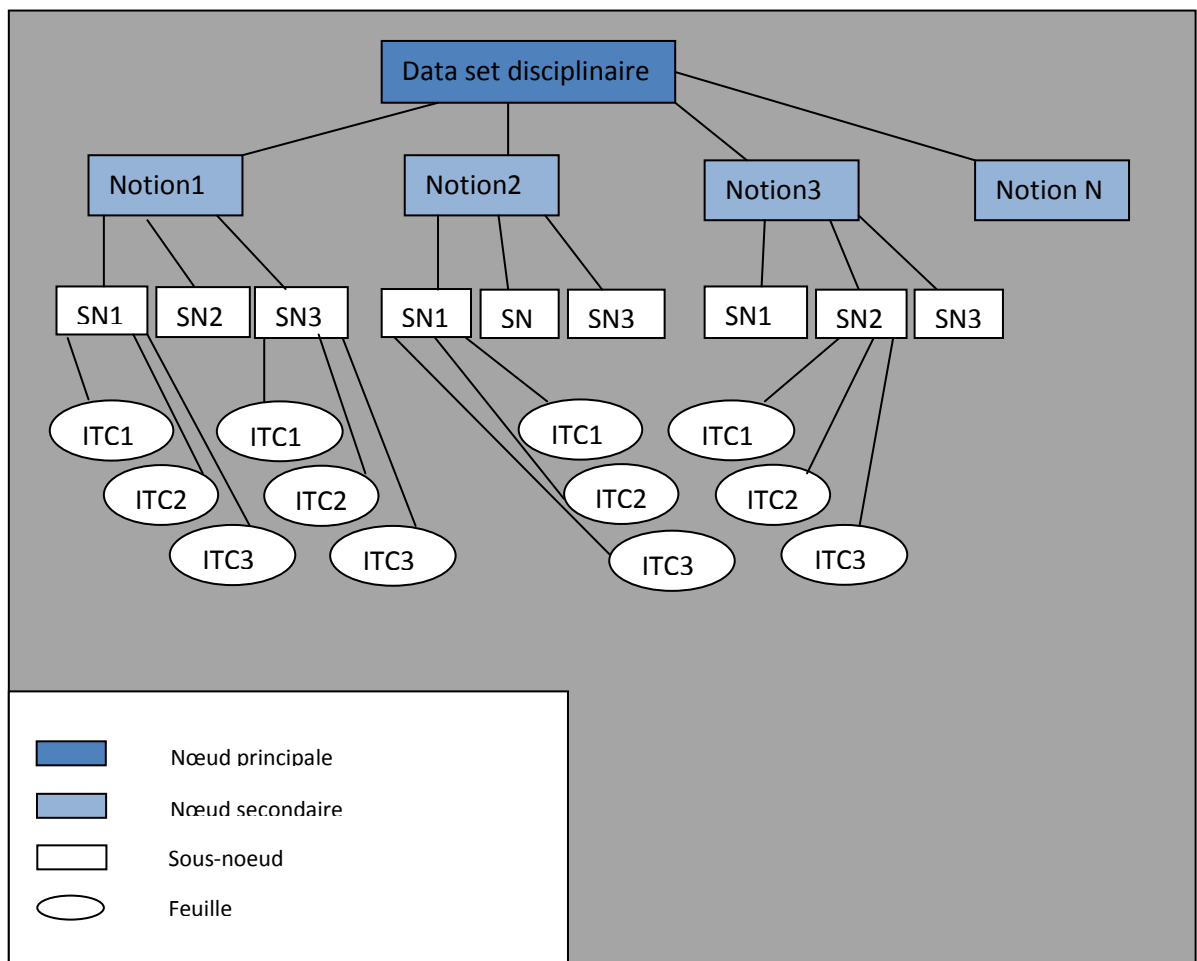 Data set disciplinaire
Notion1
Notion2
Notion3
Notion N
SN1
SN2
SN3
SN1
SN
SN3
SN1
SN2
SN3
ITC1
ITC1
ITC1
ITC1
ITC2
ITC2
ITC2
ITC2
ITC3
ITC3
ITC3
ITC3
Nœud principale
Nœud secondaire
Sous-noeud
Feuille